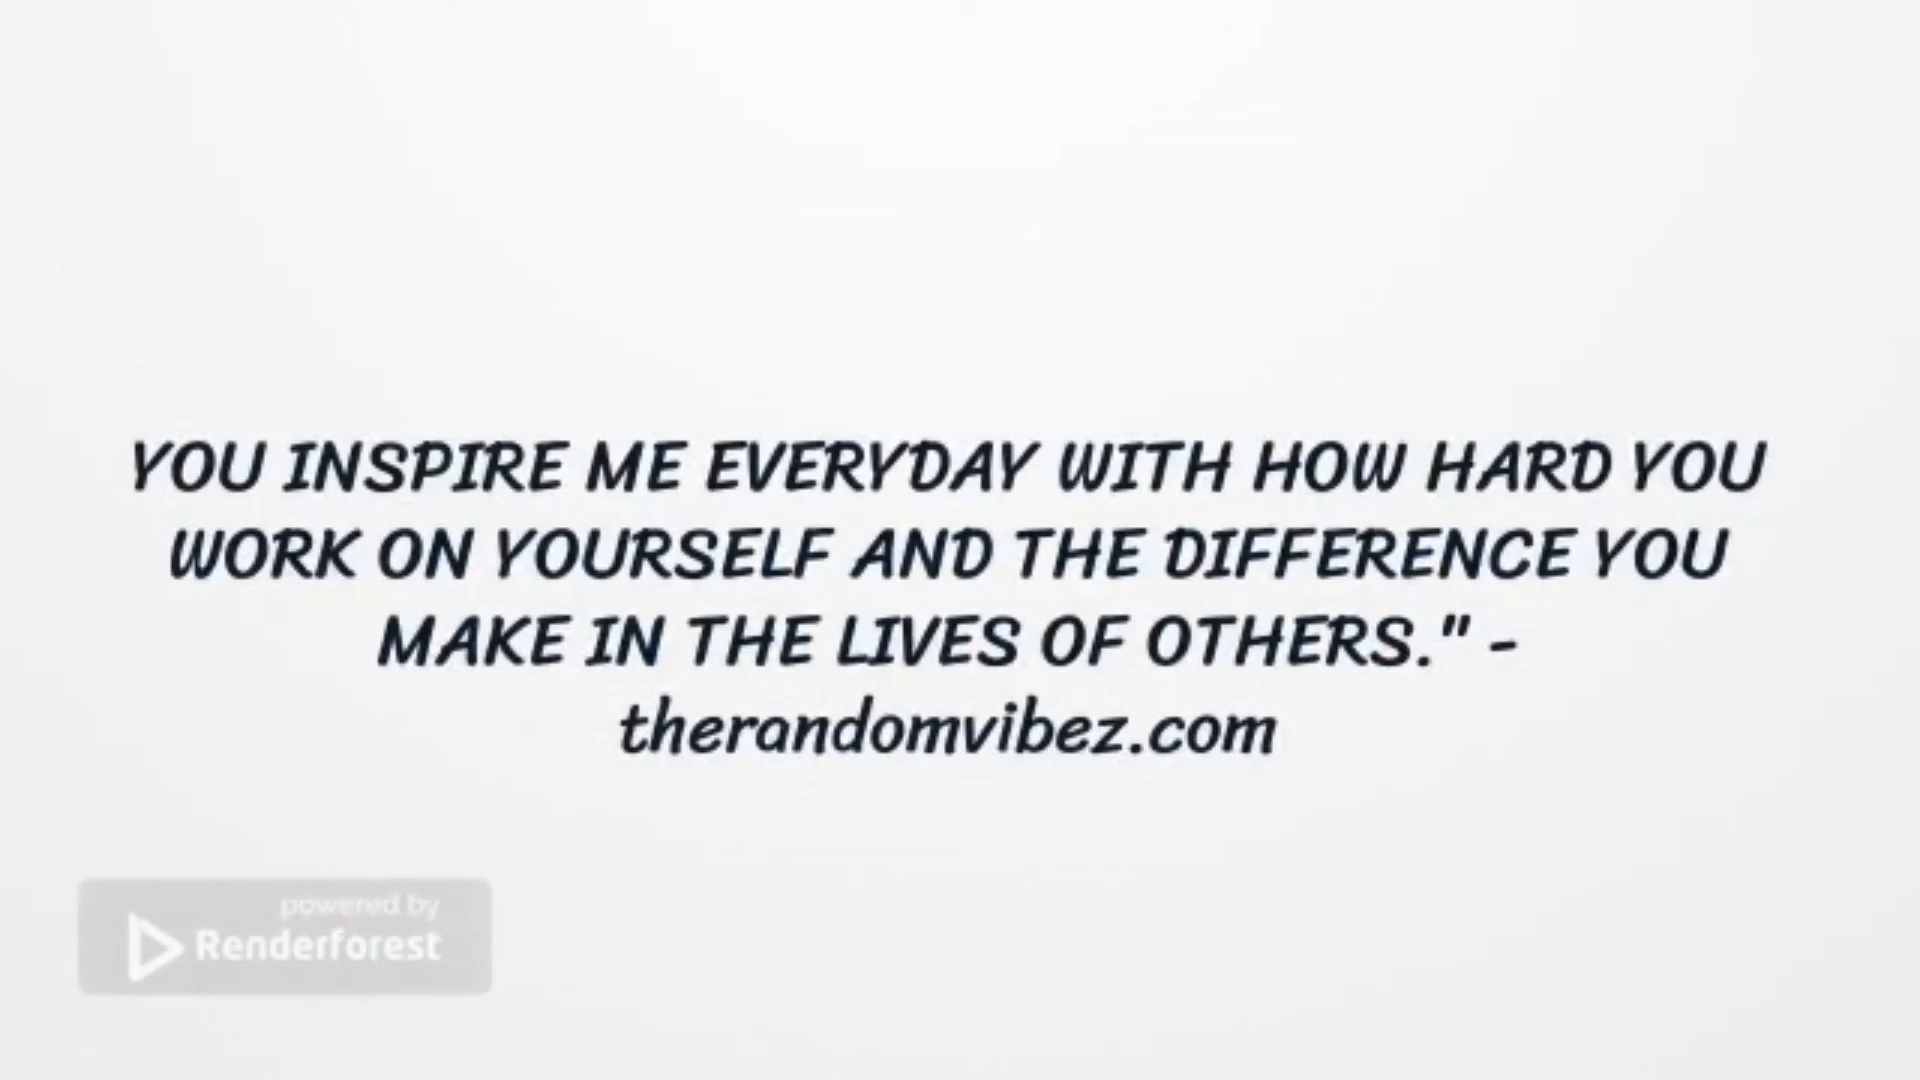 YOU INSPIRE ME EVERYDAY WITH HOW HARD YOU
WORK ON YOURSELF AND THE DIFFERENCE YOU
MAKE IN THE LIVES OF OTHERS." -
therandomvibez.com
powered by
Renderforest